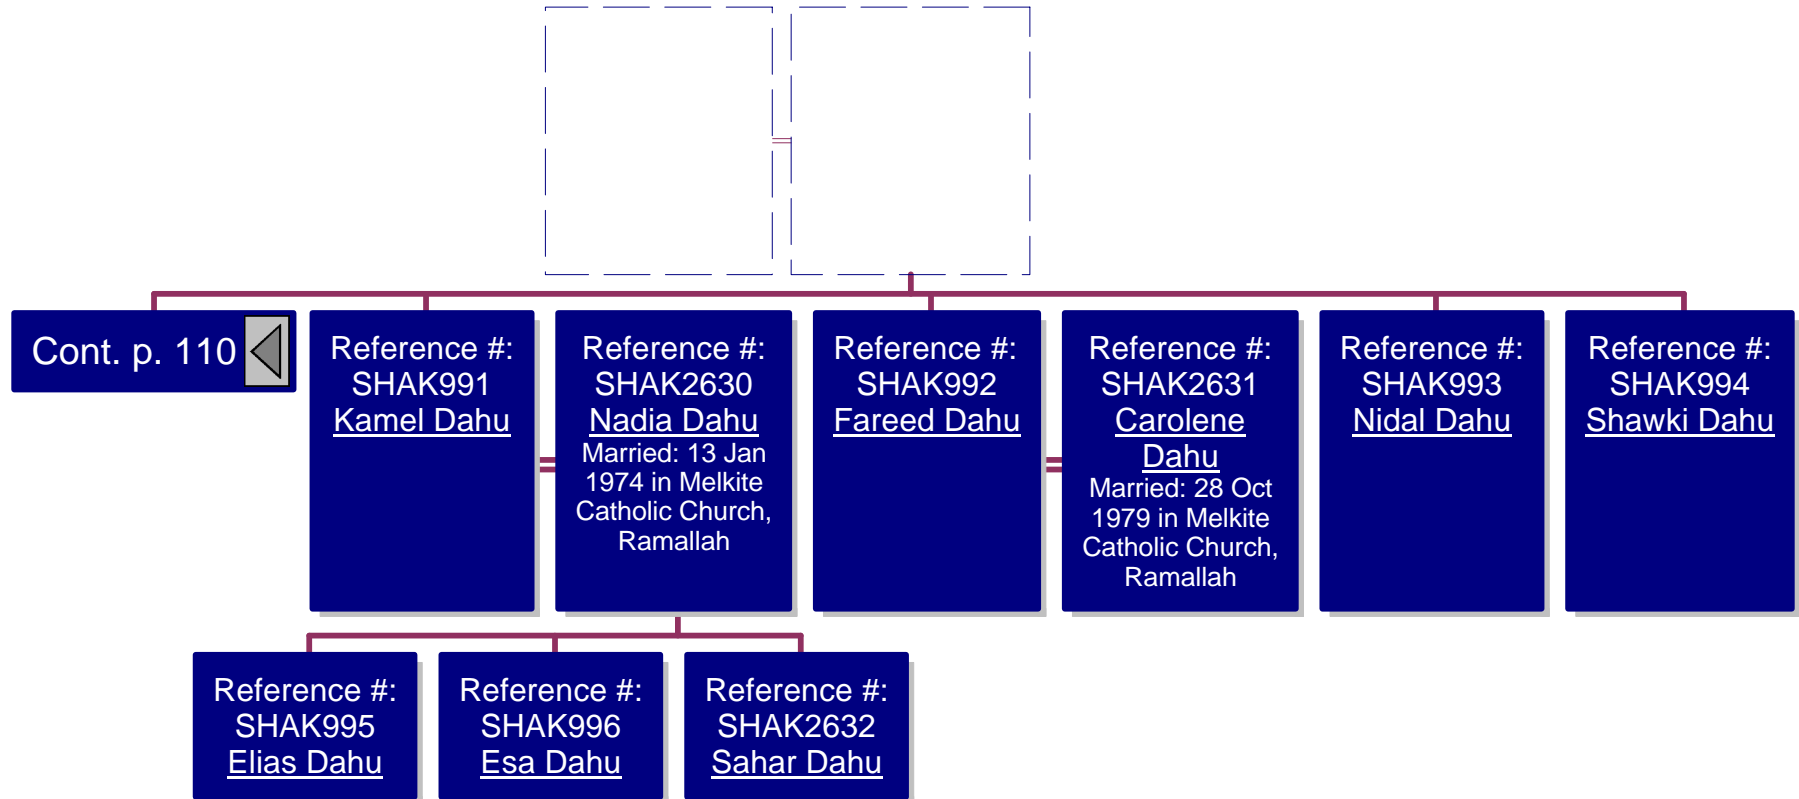 Cont. p. 110
Reference #:
SHAK991
Kamel Dahu
Reference #:
SHAK2630
Nadia Dahu
Married: 13 Jan
1974 in Melkite
Catholic Church,
Ramallah
Reference #:
SHAK992
Fareed Dahu
Reference #:
SHAK2631
Carolene
Dahu
Married: 28 Oct
1979 in Melkite
Catholic Church,
Ramallah
Reference #:
SHAK993
Nidal Dahu
Reference #:
SHAK994
Shawki Dahu
Reference #:
SHAK995
Elias Dahu
Reference #:
SHAK996
Esa Dahu
Reference #:
SHAK2632
Sahar Dahu